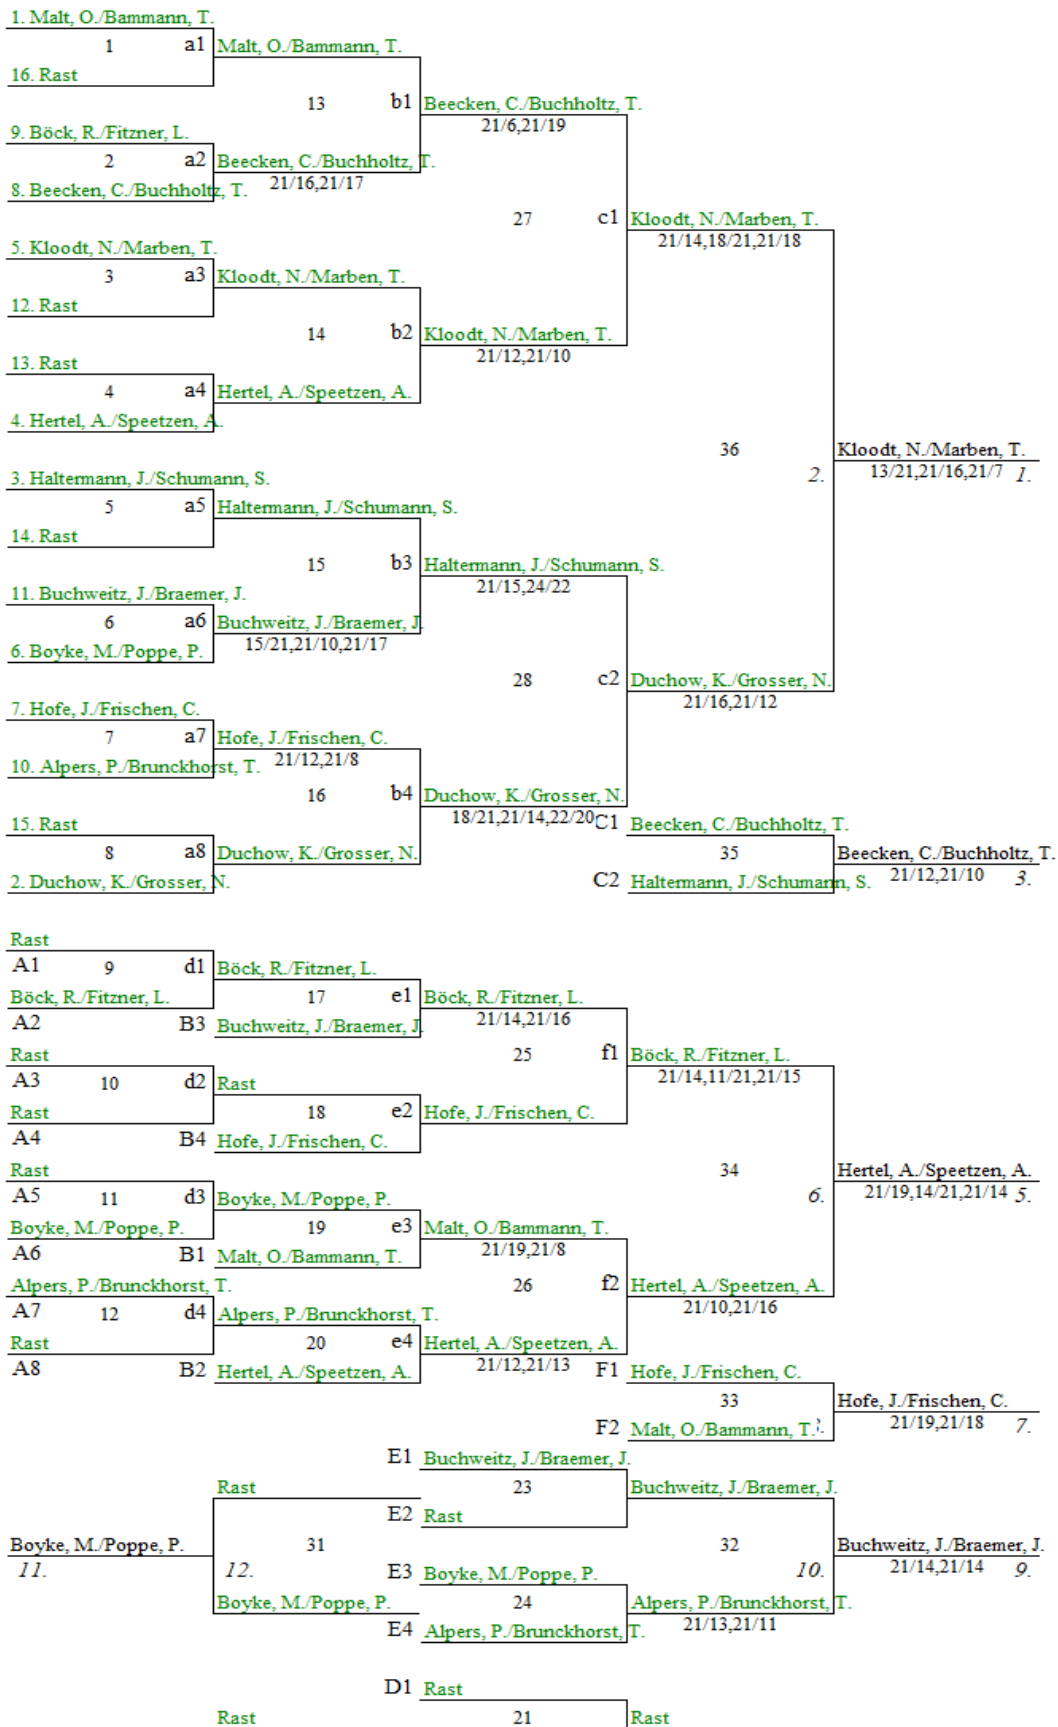 1. Malt, O./Bammann, T.
1 a1 Malt, O./Bammann, T.
16. Rast
13 b1 Beecken, C./Buchholtz, T.
21/6,21/19
9. Böck, R./Fitzner, L.
2 a2 Beecken, C./Buchholtz, T.
21/16,21/17
8. Beecken, C./Buchholtz, T.
27 c1 Kloodt, N./Marben, T.
21/14,18/21,21/18
5. Kloodt, N./Marben, T.
3 a3 Kloodt, N./Marben, T.
12. Rast
14 b2 Kloodt, N./Marben, T.
21/12,21/10
13. Rast
4 a4 Hertel, A./Speetzen, A.
4. Hertel, A./Speetzen, A.
36 Kloodt, N./Marben, T.
2. 13/21,21/16,21/7 1.
3. Haltermann, J./Schumann, S.
5 a5 Haltermann, J./Schumann, S.
14. Rast
15 b3 Haltermann, J./Schumann, S.
21/15,24/22
11. Buchweitz, J./Braemer, J.
6 a6 Buchweitz, J./Braemer, J.
15/21,21/10,21/17
6. Boyke, M./Poppe, P.
28 c2 Duchow, K./Grosser, N.
21/16,21/12
7. Hofe, J./Frischen, C.
7 a7 Hofe, J./Frischen, C.
21/12,21/8
10. Alpers, P./Brunckhorst, T.
16 b4 Duchow, K./Grosser, N.
18/21,21/14,22/20
15. Rast
C1 Beecken, C./Buchholtz, T.
8 a8 Duchow, K./Grosser, N.
35 Beecken, C./Buchholtz, T.
21/12,21/10 3.
2. Duchow, K./Grosser, N.
C2 Haltermann, J./Schumann, S.
Rast
A1 9 d1 Böck, R./Fitzner, L.
Böck, R./Fitzner, L.
17 e1 Böck, R./Fitzner, L.
21/14,21/16
A2 B3 Buchweitz, J./Braemer, J.
Rast
25 f1 Böck, R./Fitzner, L.
21/14,11/21,21/15
A3 10 d2 Rast
Rast
18 e2 Hofe, J./Frischen, C.
A4 B4 Hofe, J./Frischen, C.
Rast
34 Hertel, A./Speetzen, A.
6. 21/19,14/21,21/14 5.
A5 11 d3 Boyke, M./Poppe, P.
Boyke, M./Poppe, P.
19 e3 Malt, O./Bammann, T.
21/19,21/8
A6 B1 Malt, O./Bammann, T.
Alpers, P./Brunckhorst, T.
26 f2 Hertel, A./Speetzen, A.
21/10,21/16
A7 12 d4 Alpers, P./Brunckhorst, T.
Rast
20 e4 Hertel, A./Speetzen, A.
21/12,21/13
A8 B2 Hertel, A./Speetzen, A.
F1 Hofe, J./Frischen, C.
33 Hofe, J./Frischen, C.
21/19,21/18 7.
F2 Malt, O./Bammann, T.
E1 Buchweitz, J./Braemer, J.
Rast
23 Buchweitz, J./Braemer, J.
E2 Rast
Boyke, M./Poppe, P.
31
32 Buchweitz, J./Braemer, J.
11. 12. 10. 21/14,21/14 9.
E3 Boyke, M./Poppe, P.
Boyke, M./Poppe, P.
24 Alpers, P./Brunckhorst, T.
21/13,21/11
E4 Alpers, P./Brunckhorst, T.
D1 Rast
Rast
21 Rast